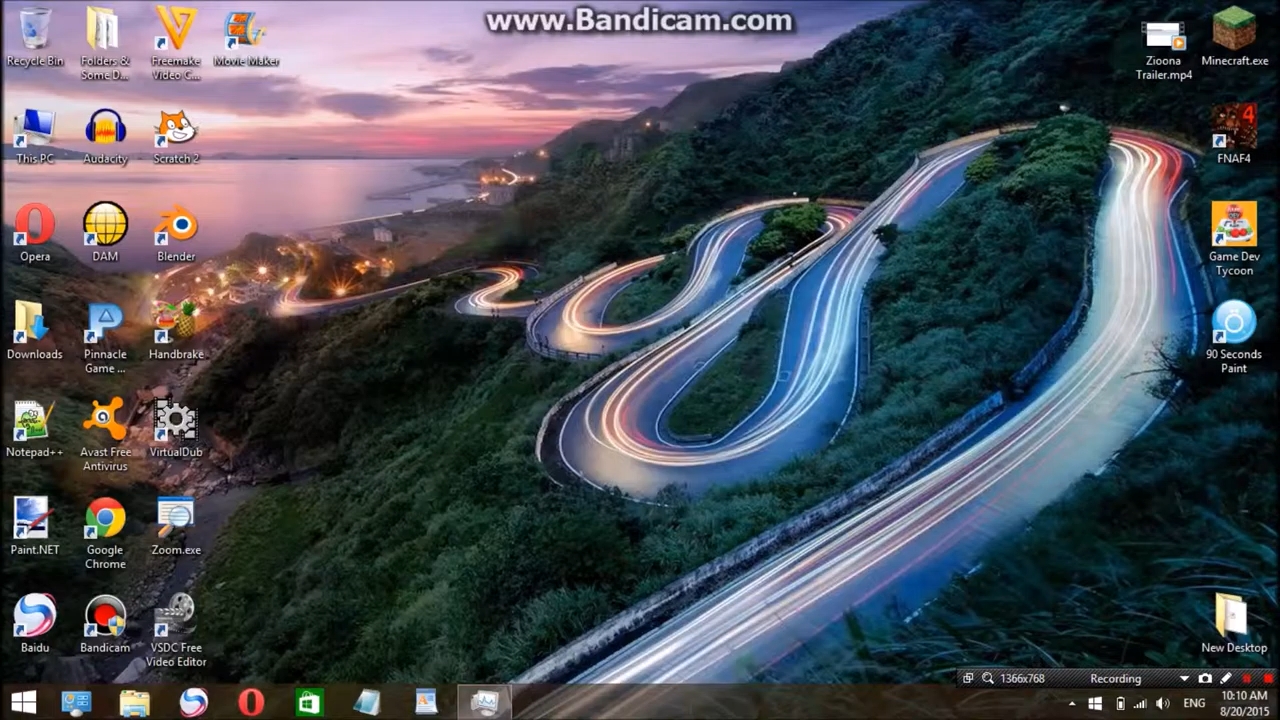 www.Bandicam.com
Recycle Bin
Folders &
Some D...
Freemake
Video C...
Movie Maker
Zioona
Trailer.mp4
Minecraft.exe
This PC
Audacity
Scratch 2
4
FNAF4
Opera
DAM
Blender
Game Dev
Tycoon
Downloads
Pinnacle
Game ...
Handbrake
90 Seconds
Paint
Notepad++
Avast Free
Antivirus
VirtualDub
Paint.NET
Google
Chrome
Zoom.exe
Baidu
Bandicam
VSDC Free
Video Editor
New Desktop
1366x768
Recording
ENG
10:10 AM
8/20/2015